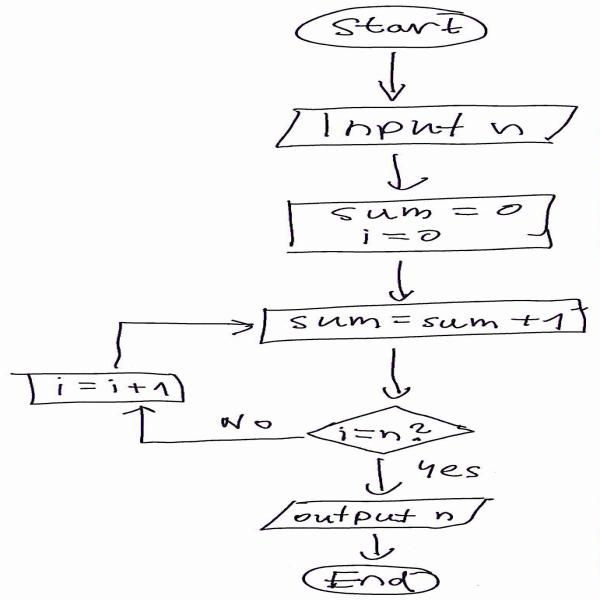 Start
Input n
sum = 0
i = 0
sum = sum + 1
i = i + 1
No
i = n?
Yes
output n
End